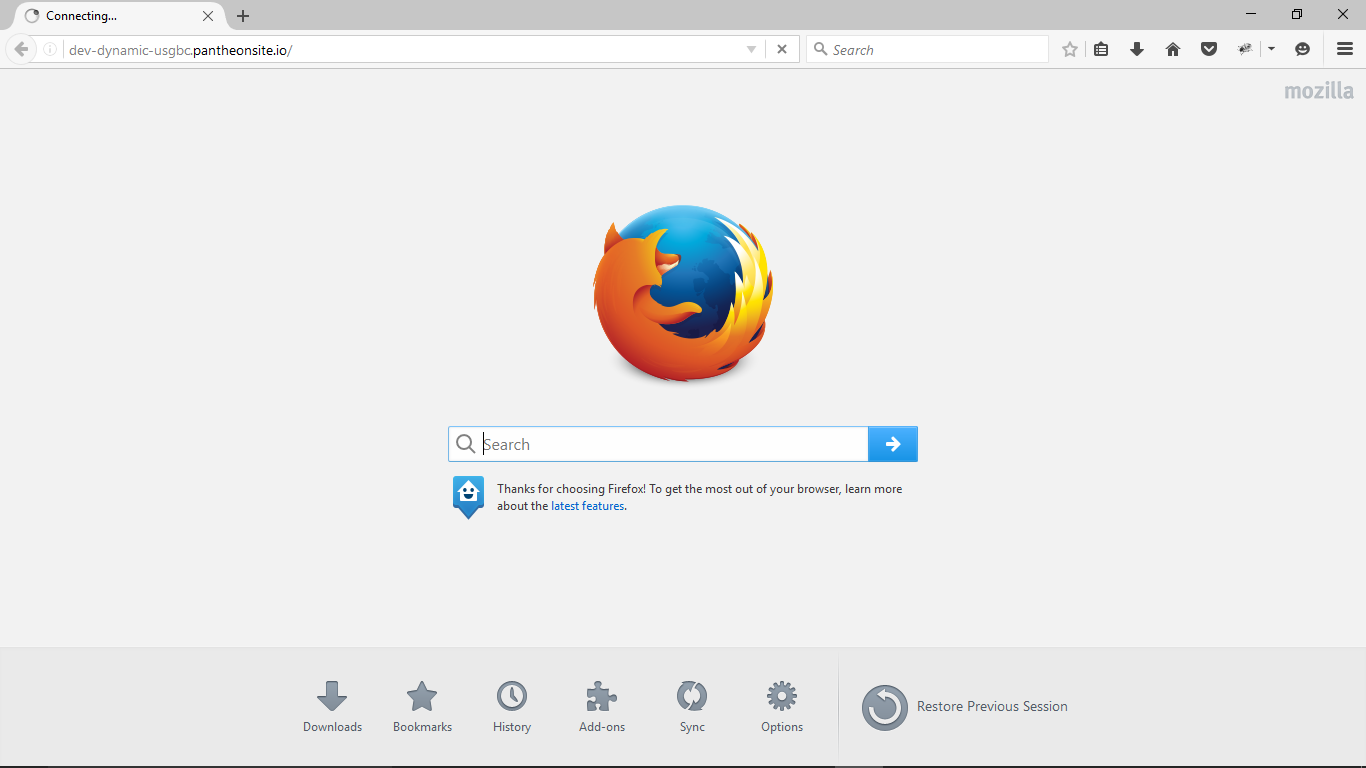 Connecting...
dev-dynamic-usgbc.pantheonsite.io/
Search
mozilla
Search
Thanks for choosing Firefox! To get the most out of your browser, learn more
about the latest features.
Downloads
Bookmarks
History
Add-ons
Sync
Options
Restore Previous Session